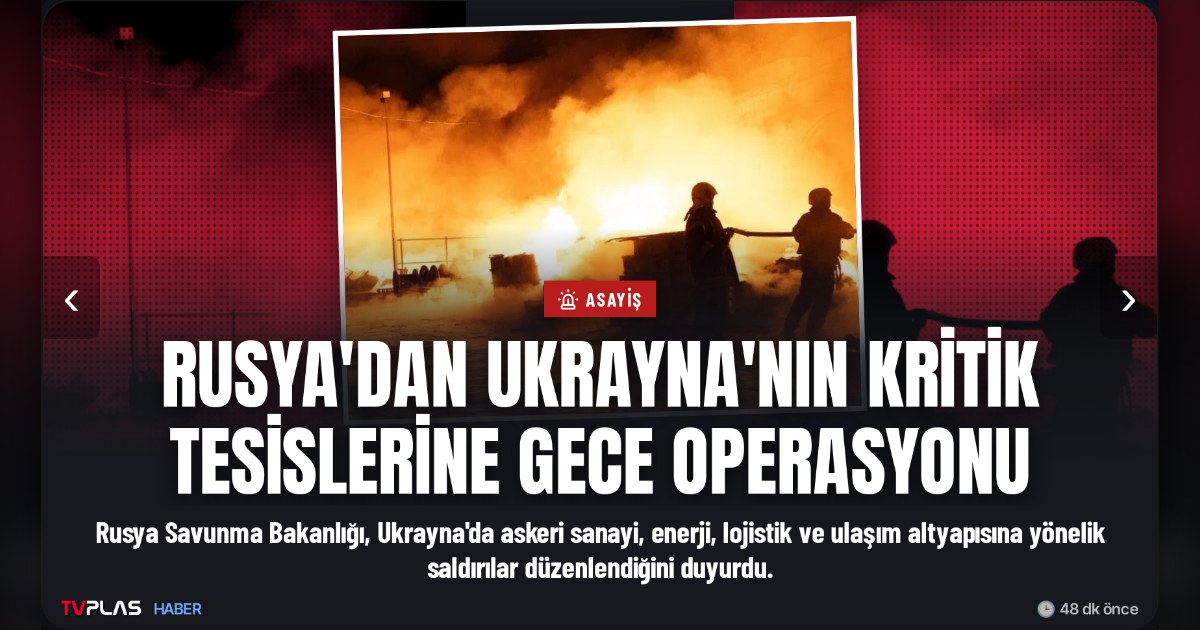 ASAYİŞ
RUSYA'DAN UKRAYNA'NIN KRİTİK
TESİSLERİNE GECE OPERASYONU
Rusya Savunma Bakanlığı, Ukrayna'da askeri sanayi, enerji, lojistik ve ulaşım altyapısına yönelik
saldırılar düzenlendiğini duyurdu.
TVPLAS HABER
48 dk önce